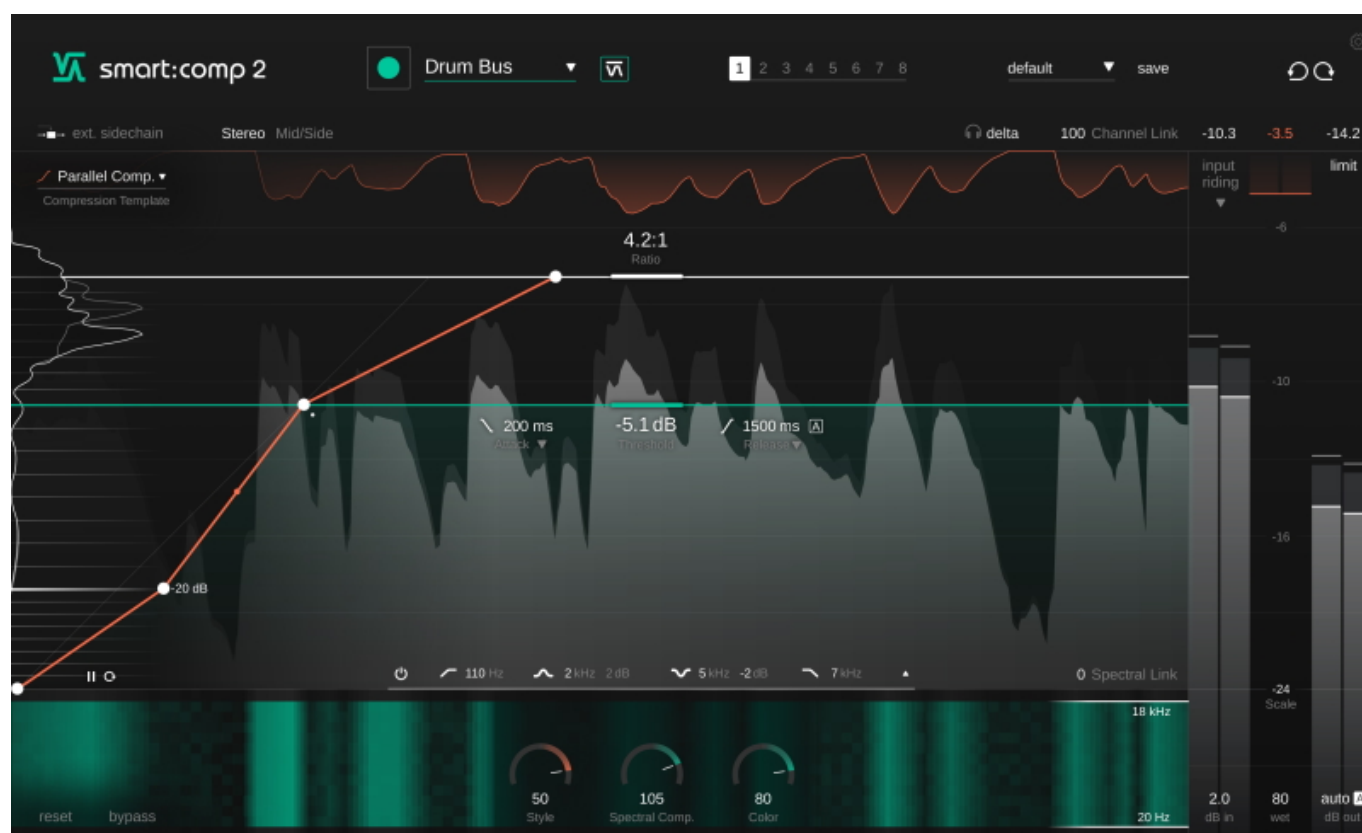 smart:comp 2
Drum Bus
1 2 3 4 5 6 7 8
default
save
ext. sidechain
Stereo Mid/Side
delta
100 Channel Link
-10.3
-3.5
-14.2
Parallel Comp.
Compression Template
input
riding
limit
4.2:1
Ratio
-6
-10
200 ms
Attack
-5.1 dB
Threshold
1500 ms A
Release
-16
-20 dB
110 Hz
2 kHz 2 dB
5 kHz -2 dB
7 kHz
0 Spectral Link
-24
Scale
18 kHz
50
Style
105
Spectral Comp.
80
Color
reset
bypass
20 Hz
2.0
dB in
80
wet
auto A
dB out